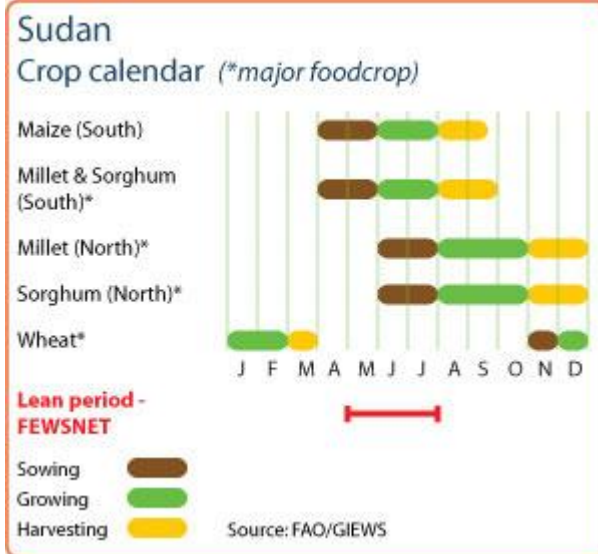 Sudan
Crop calendar (*major foodcrop)
Maize (South)
Millet & Sorghum
(South)*
Millet (North)*
Sorghum (North)*
Wheat*
J F M A M J J A S O N D
Lean period -
FEWSNET
Sowing
Growing
Harvesting
Source: FAO/GIEWS